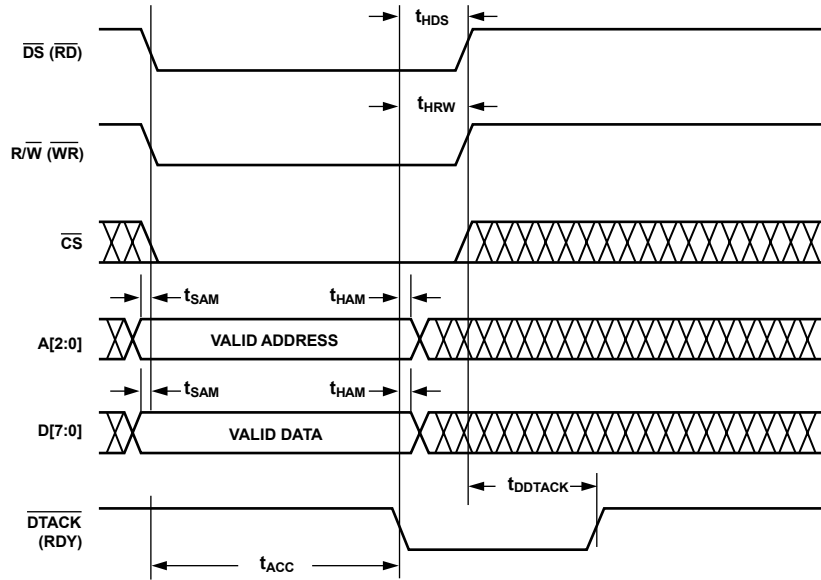 tHDS
DS (RD)
tHRW
R/W (WR)
CS
tSAM
tHAM
A[2:0]
VALID ADDRESS
tSAM
tHAM
D[7:0]
VALID DATA
tDDTACK
DTACK
(RDY)
tACC